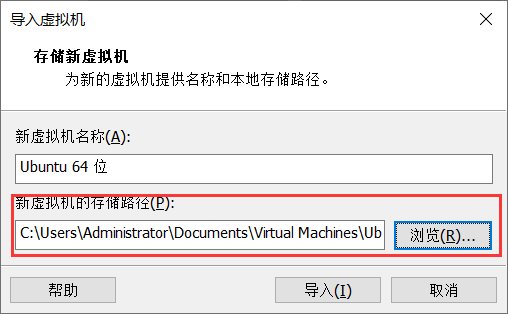 导入虚拟机
存储新虚拟机
为新的虚拟机提供名称和本地存储路径。
新虚拟机名称(A):
Ubuntu 64 位
新虚拟机的存储路径(P):
C:\Users\Administrator\Documents\Virtual Machines\Ub
浏览(R)...
帮助
导入(I)
取消